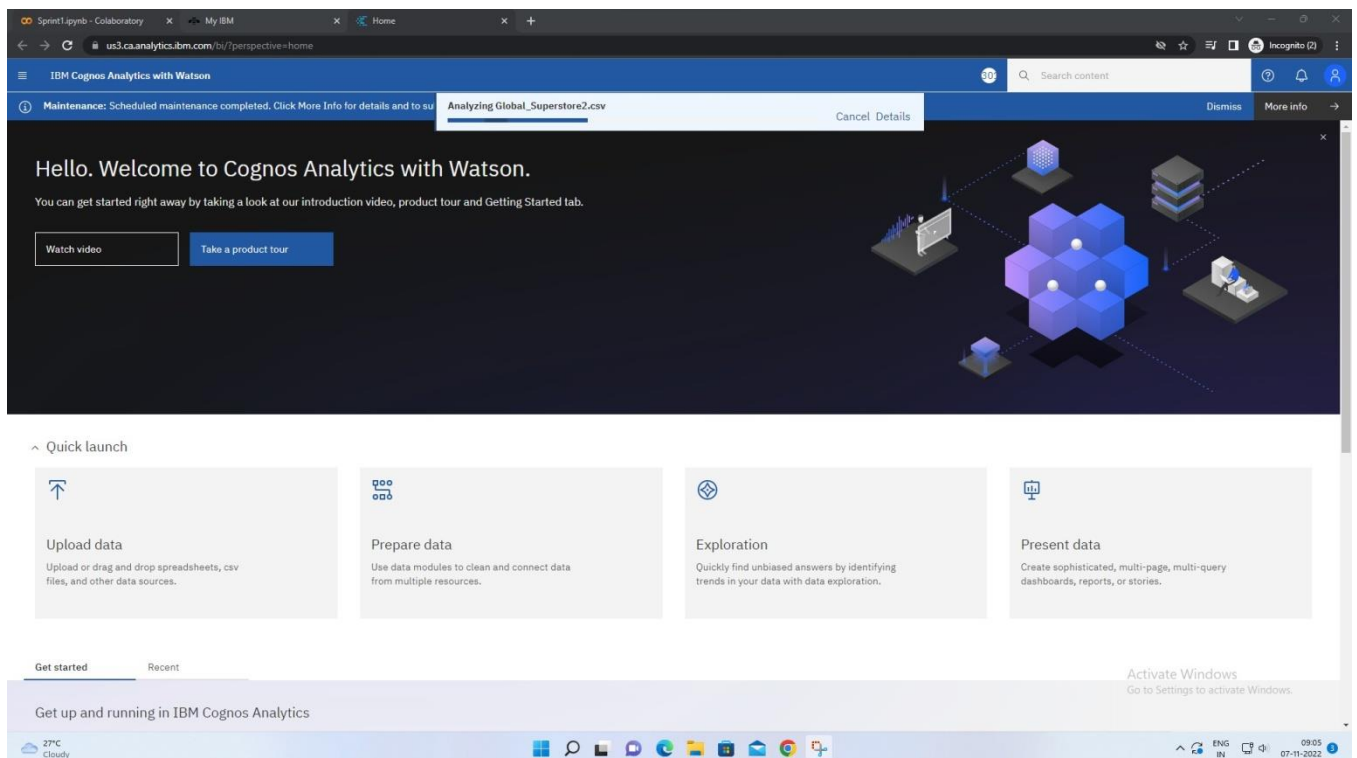 Sprint1.ipynb - Colaboratory
My IBM
Home
us3.ca.analytics.ibm.com/bi/?perspective=home
Incognito (2)
IBM Cognos Analytics with Watson
30
Search content
Maintenance: Scheduled maintenance completed. Click More Info for details and to su
Analyzing Global_Superstore2.csv
Cancel Details
Dismiss
More info
Hello. Welcome to Cognos Analytics with Watson.
You can get started right away by taking a look at our introduction video, product tour and Getting Started tab.
Watch video
Take a product tour
Quick launch
Upload data
Upload or drag and drop spreadsheets, csv
files, and other data sources.
Prepare data
Use data modules to clean and connect data
from multiple resources.
Exploration
Quickly find unbiased answers by identifying
trends in your data with data exploration.
Present data
Create sophisticated, multi-page, multi-query
dashboards, reports, or stories.
Get started
Recent
Activate Windows
Go to Settings to activate Windows.
Get up and running in IBM Cognos Analytics
27°C
Cloudy
ENG
IN
09:05
07-11-2022
3